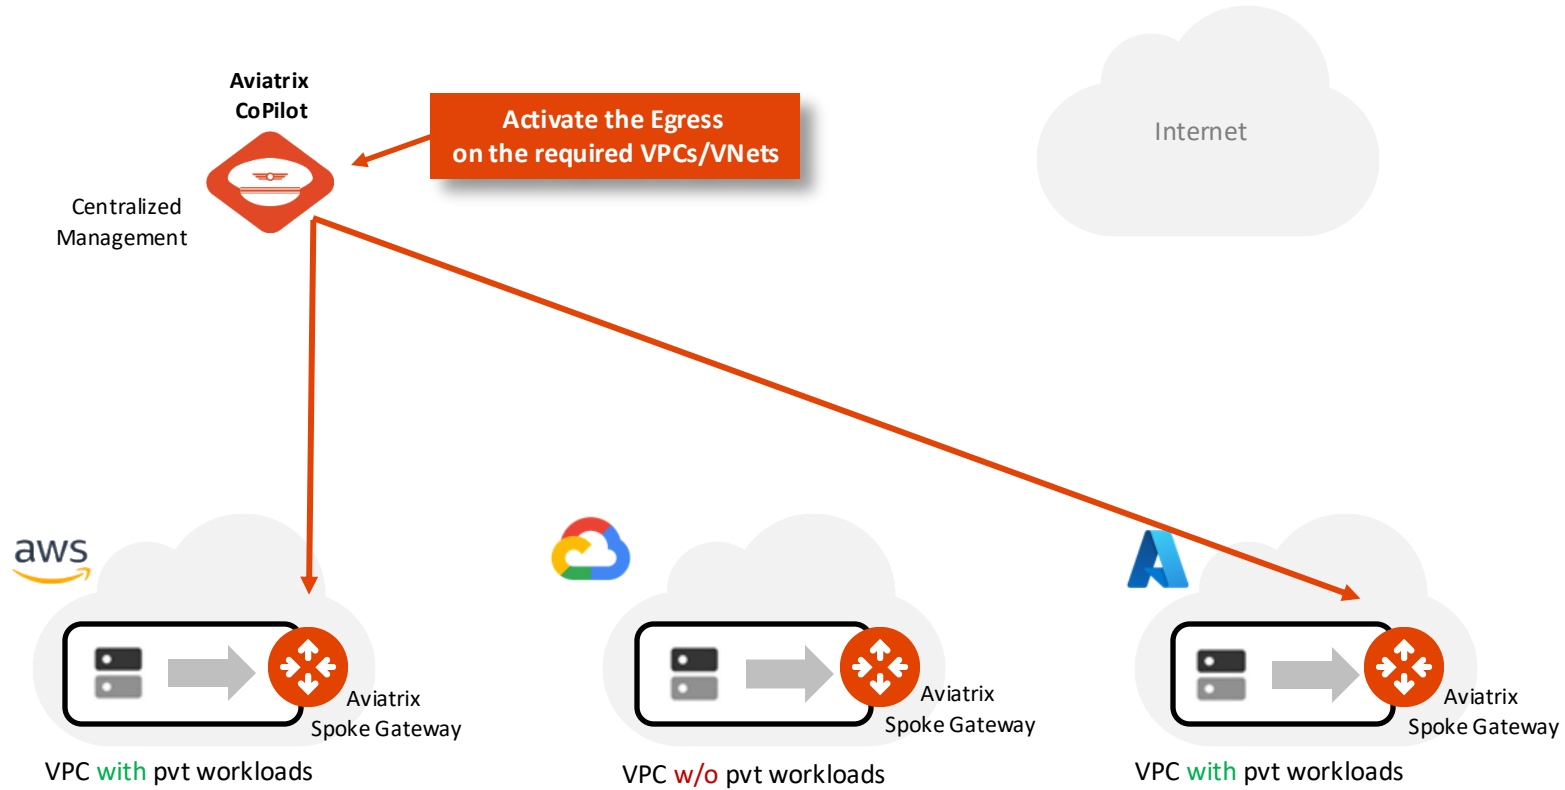 Aviatrix
CoPilot
Activate the Egress
on the required VPCs/VNets
Internet
Centralized
Management
aws
Aviatrix
Spoke Gateway
Aviatrix
Spoke Gateway
Aviatrix
Spoke Gateway
VPC with pvt workloads
VPC w/o pvt workloads
VPC with pvt workloads